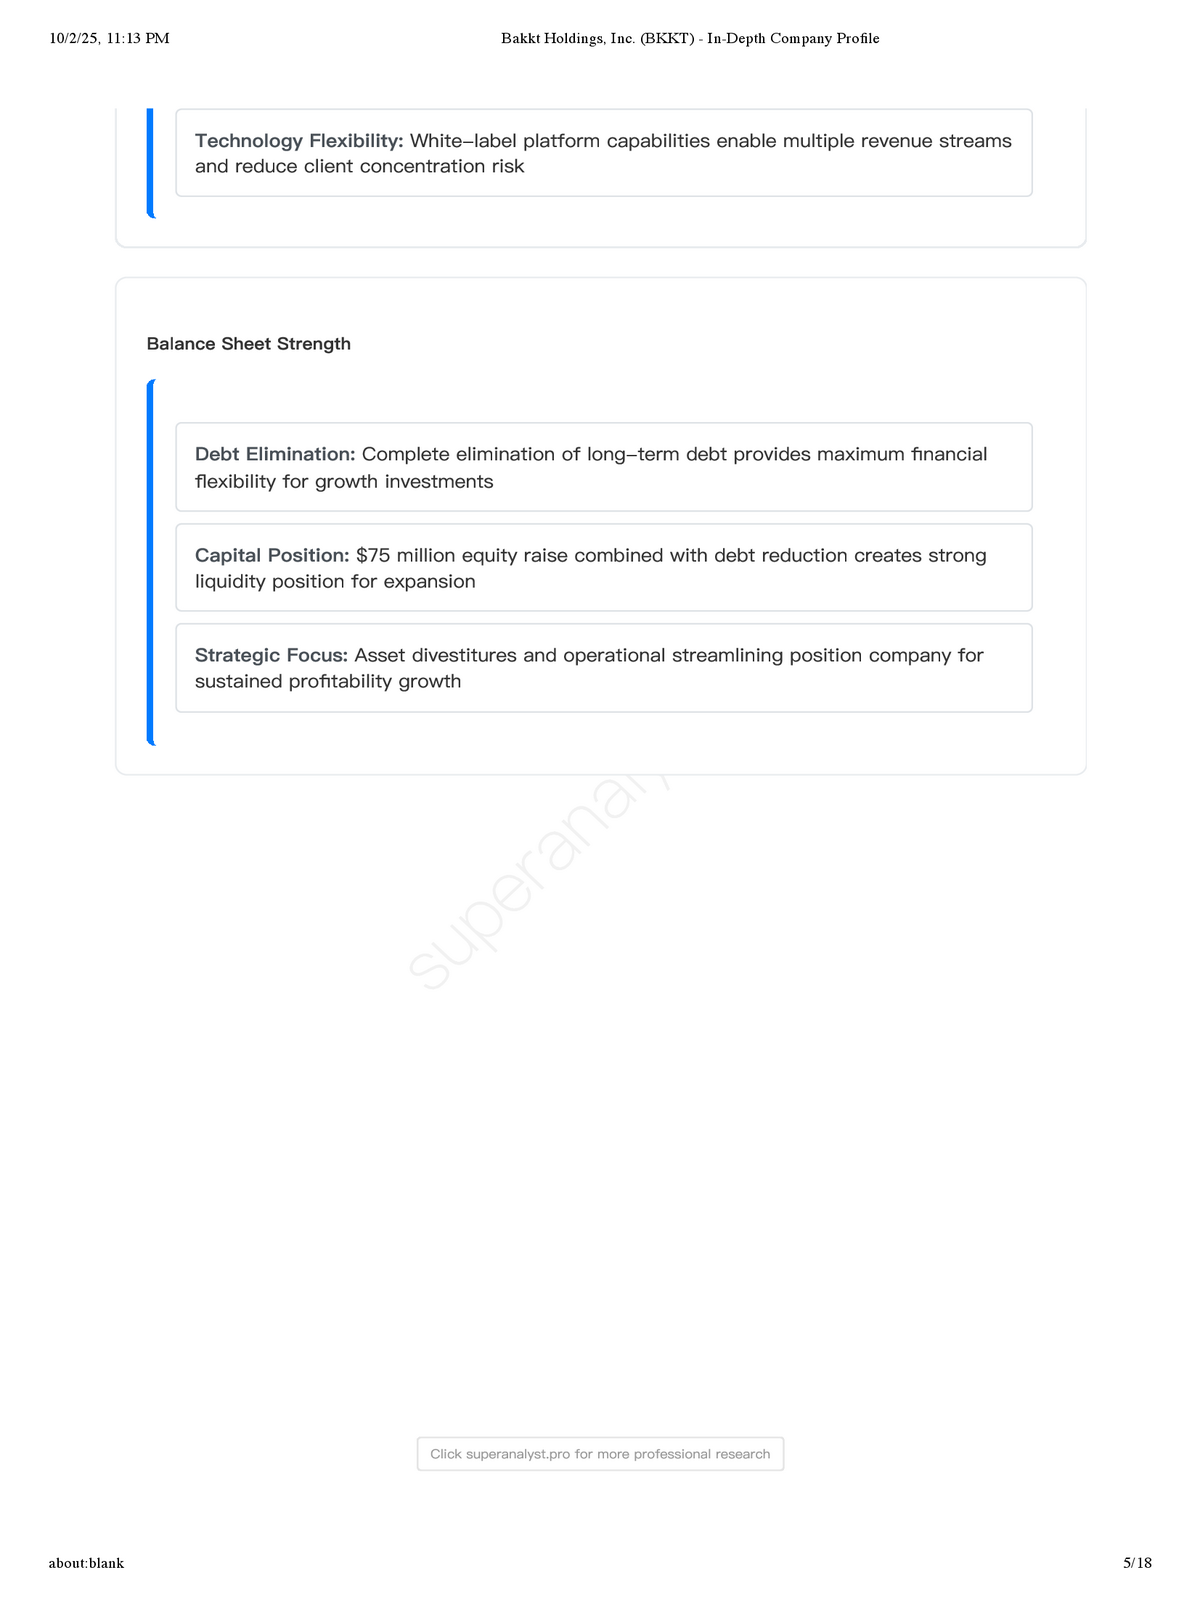 10/2/25, 11:13 PM
Bakkt Holdings, Inc. (BKKT) - In-Depth Company Profile
Technology Flexibility: White-label platform capabilities enable multiple revenue streams
and reduce client concentration risk
Balance Sheet Strength
Debt Elimination: Complete elimination of long-term debt provides maximum financial
flexibility for growth investments
Capital Position: $75 million equity raise combined with debt reduction creates strong
liquidity position for expansion
Strategic Focus: Asset divestitures and operational streamlining position company for
sustained profitability growth
superanaly
Click superanalyst.pro for more professional research
about:blank
5/18